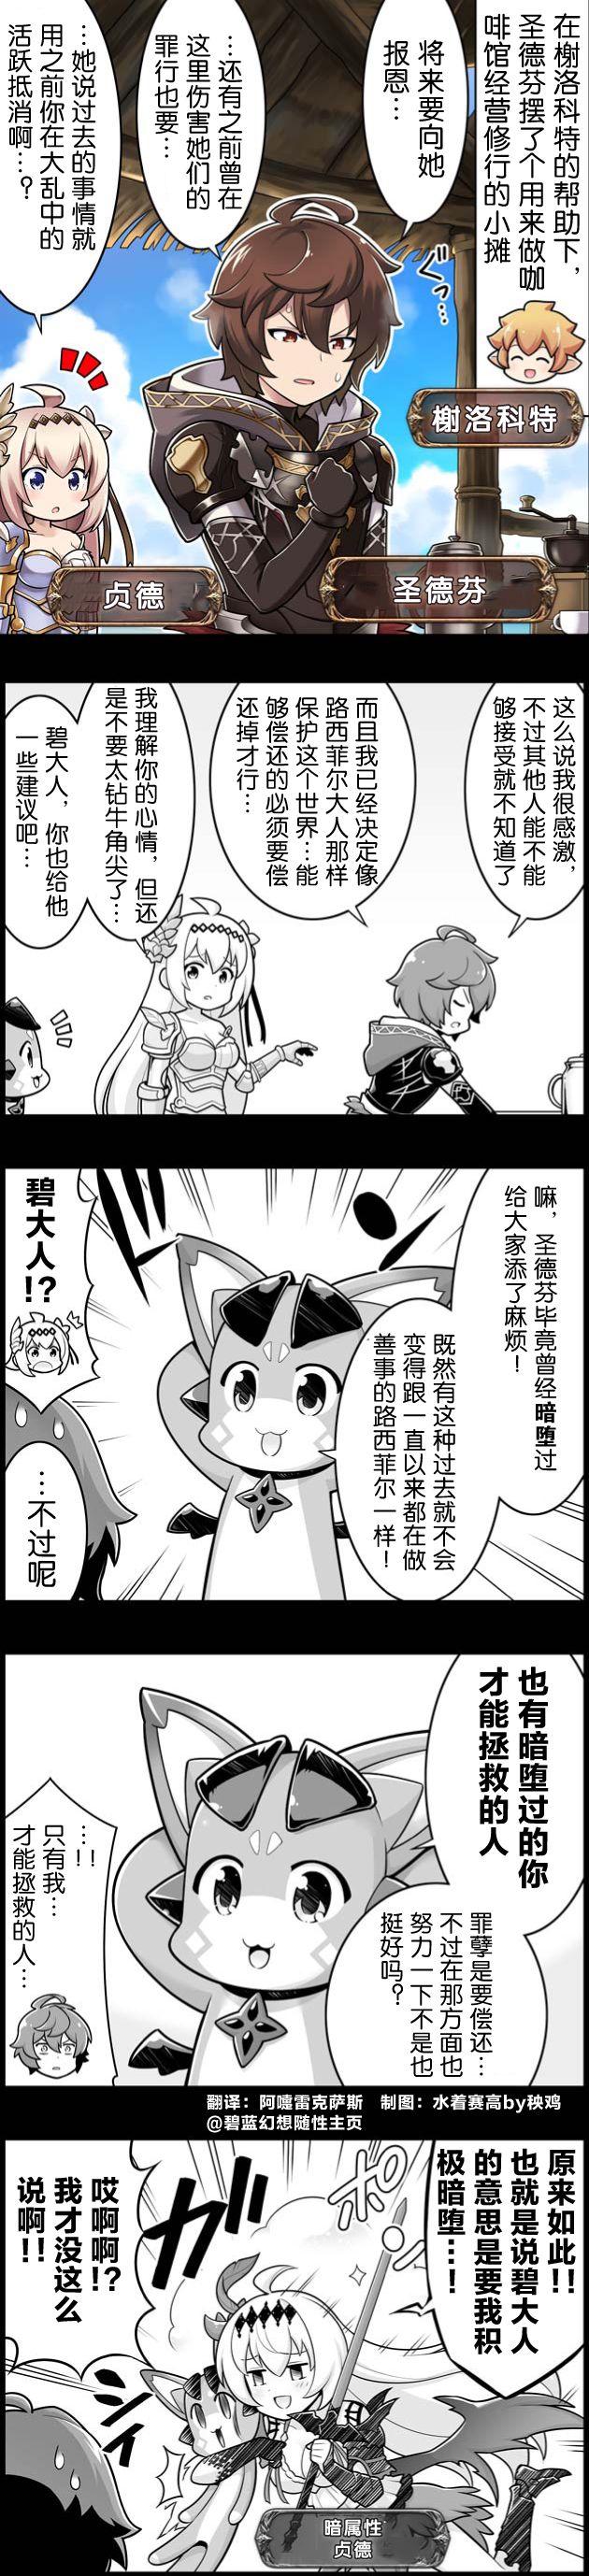 在榭洛科特的帮助下，
圣德芬摆了个用来做咖
啡馆经营修行的小摊
榭洛科特
将来要向她
报恩…
…还有之前曾在
这里伤害她们的
罪行也要…
ぐっ…
…她说过去的事情就
用之前你在大乱中的
活跃抵消啊…?
贞德
圣德芬
这么说我很感激，
不过其他人能不能
够接受就不知道了
而且我已经决定像
路西菲尔大人那样
保护这个世界…能
够偿还的必须要偿
还掉才行…
我理解你的心情，但还
是不要太钻牛角尖了…
碧大人，你也给他
一些建议吧…
嘛，圣德芬毕竟曾经暗堕过
给大家添了麻烦！
既然有这种过去就不会
变得跟一直以来都在做
善事的路西菲尔一样！
碧大人!?
…不过呢
也有暗堕过的你
才能拯救的人
罪孽是要偿还…
不过在那方面也
努力一下不是也
挺好吗？
…!!
只有我…
才能拯救的人…
翻译：阿嚏雷克萨斯 制图：水着赛高by秧鸡
@碧蓝幻想随性主页
原来如此!!
也就是说碧大人
的意思是要我积
极暗堕…!
ポン
ガー
哎啊啊!?
我才没这么
说啊!!
暗属性
贞德